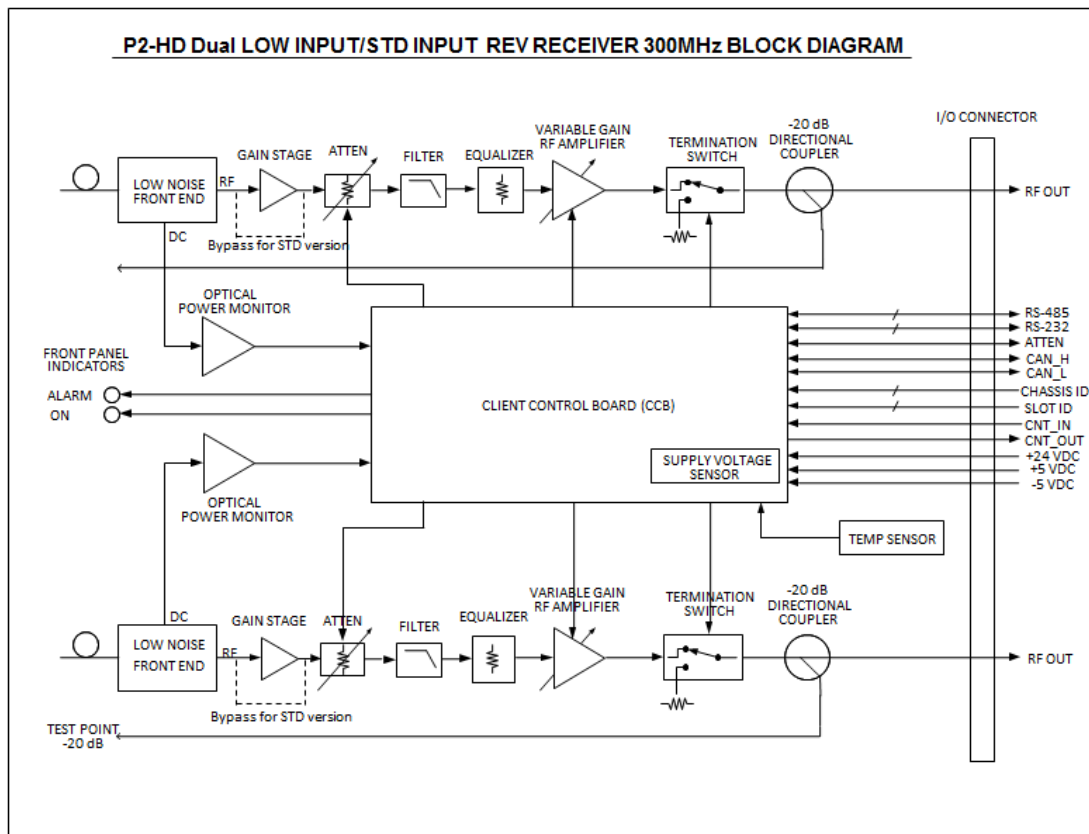 P2-HD Dual LOW INPUT/STD INPUT REV RECEIVER 300MHz BLOCK DIAGRAM
I/O CONNECTOR
-20 dB
DIRECTIONAL
COUPLER
VARIABLE GAIN
RF AMPLIFIER
TERMINATION
SWITCH
GAIN STAGE
ATTEN
FILTER
EQUALIZER
LOW NOISE
FRONT END
RF
RF OUT
DC
Bypass for STD version
OPTICAL
POWER MONITOR
FRONT PANEL
INDICATORS
ALARM
ON
CLIENT CONTROL BOARD (CCB)
SUPPLY VOLTAGE
SENSOR
RS-485
RS-232
ATTEN
CAN_H
CAN_L
CHASSIS ID
SLOT ID
CNT_IN
CNT_OUT
+24 VDC
+5 VDC
-5 VDC
OPTICAL
POWER MONITOR
TEMP SENSOR
DC
GAIN STAGE
ATTEN
FILTER
EQUALIZER
VARIABLE GAIN
RF AMPLIFIER
TERMINATION
SWITCH
-20 dB
DIRECTIONAL
COUPLER
LOW NOISE
FRONT END
RF
RF OUT
Bypass for STD version
TEST POINT
-20 dB